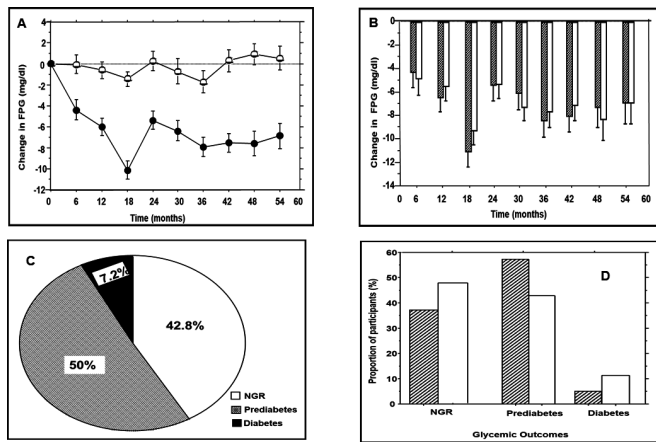 A
Change in FPG (mg/dl)
4
2
0
-2
-4
-6
-8
-10
-12
0 6 12 18 24 30 36 42 48 54 60
Time (months)
B
Change in FPG (mg/dl)
0
-2
-4
-6
-8
-10
-12
-14
6 12 18 24 30 36 42 48 54 60
Time (months)
C
7.2%
42.8%
50%
NGR
Prediabetes
Diabetes
D
Proportion of participants (%)
60
50
40
30
20
10
0
NGR Prediabetes Diabetes
Glycemic Outcomes